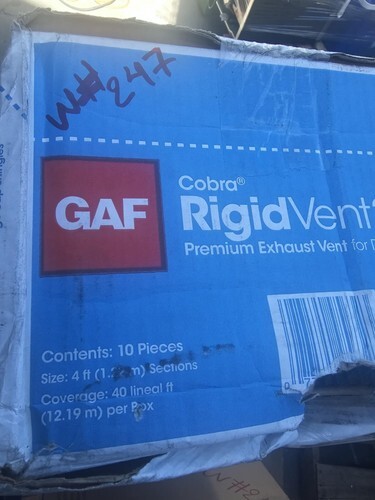 W# 247
GAF
Cobra®
RigidVent
Premium Exhaust Vent for
Contents: 10 Pieces
Size: 4 ft (1. m) Sections
Coverage: 40 lineal ft
(12.19 m) per Box